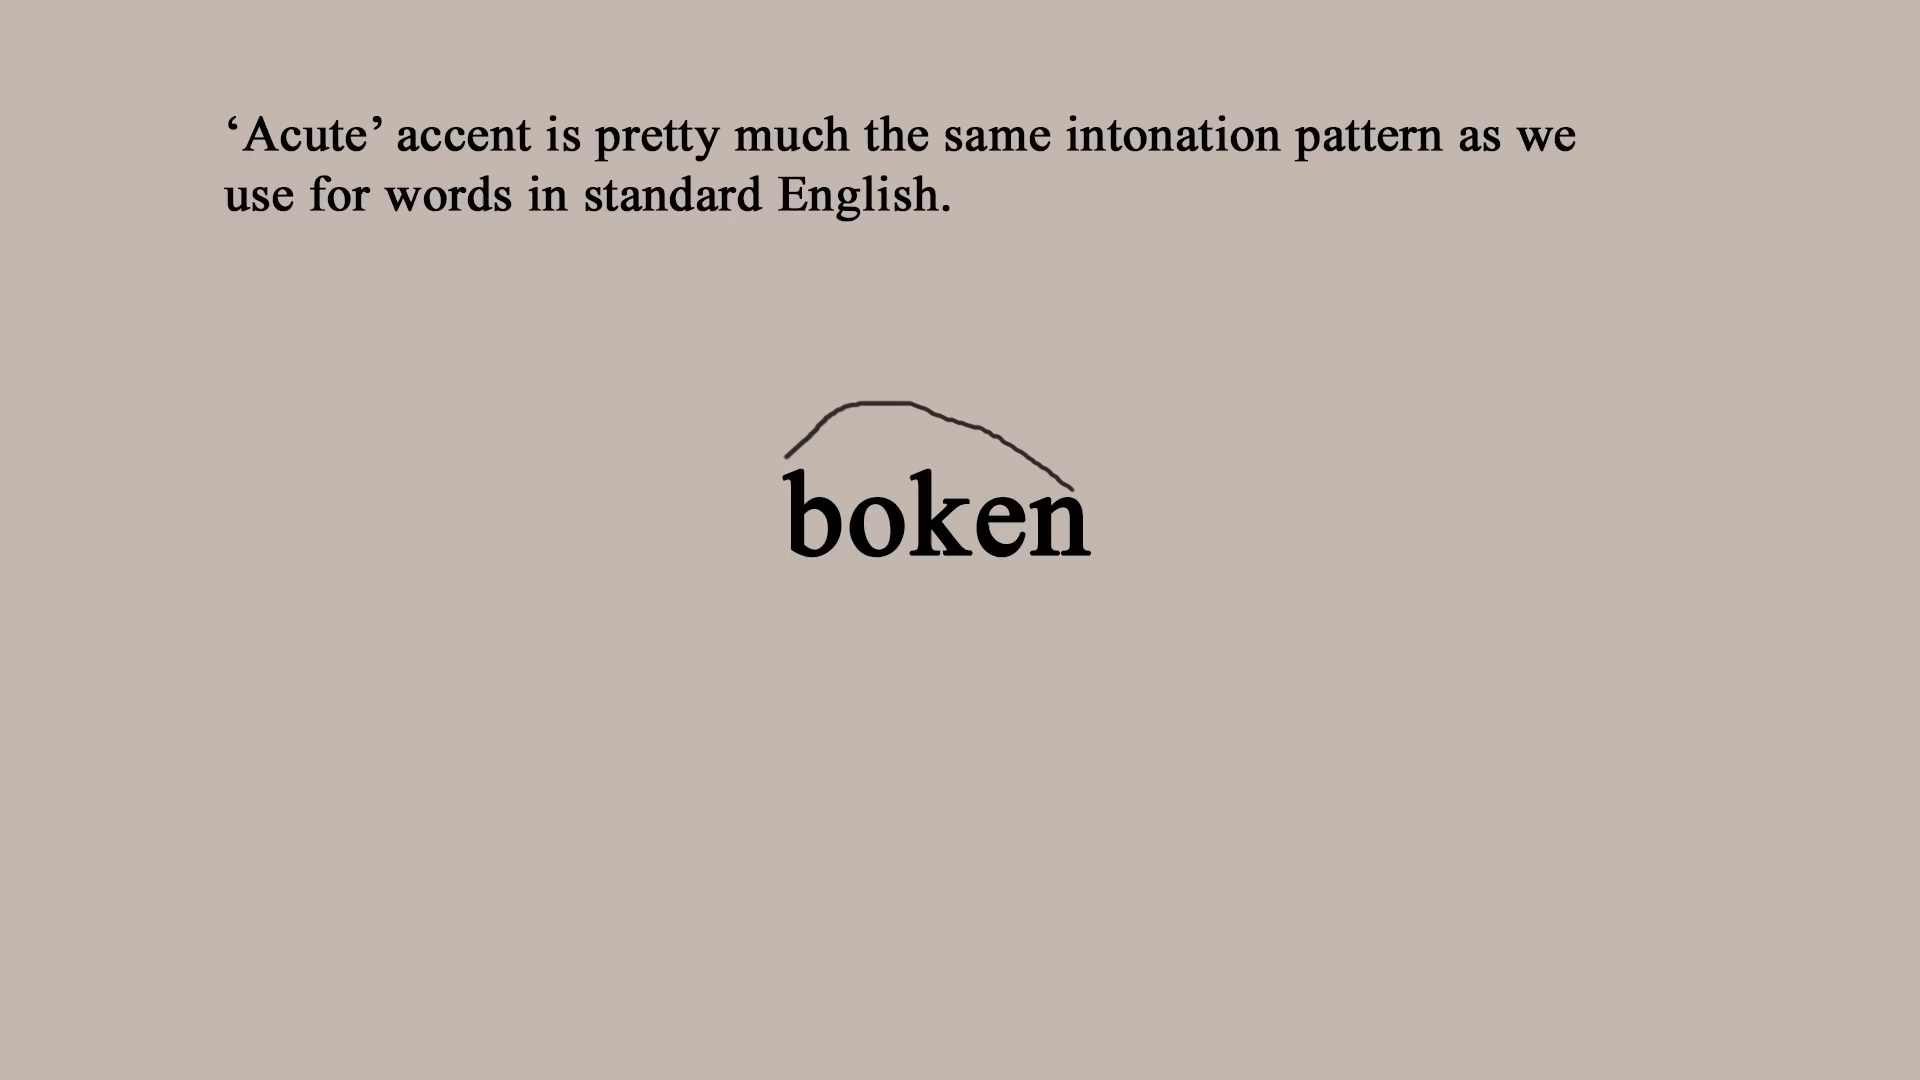 ‘Acute’ accent is pretty much the same intonation pattern as we
use for words in standard English.
boken